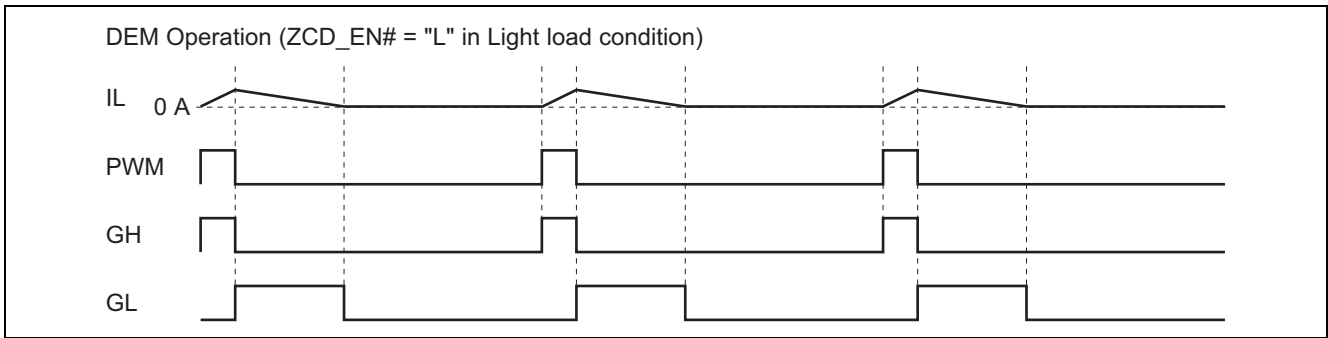 DEM Operation (ZCD_EN# = "L" in Light load condition)
IL
0 A
PWM
GH
GL